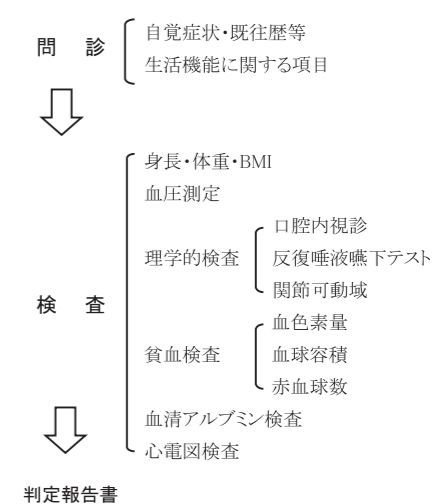 問 診
自覚症状・既往歴等
生活機能に関する項目
身長・体重・BMI
血圧測定
理学的検査
口腔内視診
反復唾液嚥下テスト
関節可動域
検 査
貧血検査
血色素量
血球容積
赤血球数
血清アルブミン検査
心電図検査
判定報告書